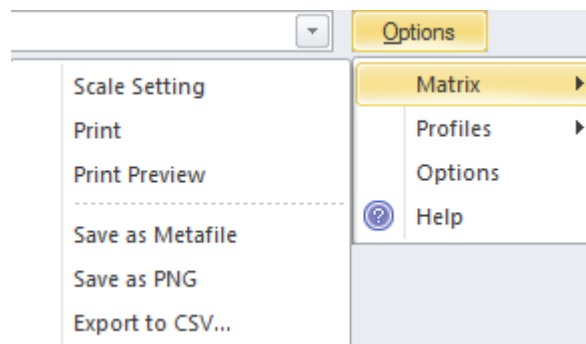 Options
Scale Setting
Print
Print Preview
Save as Metafile
Save as PNG
Export to CSV...
Matrix
Profiles
Options
Help